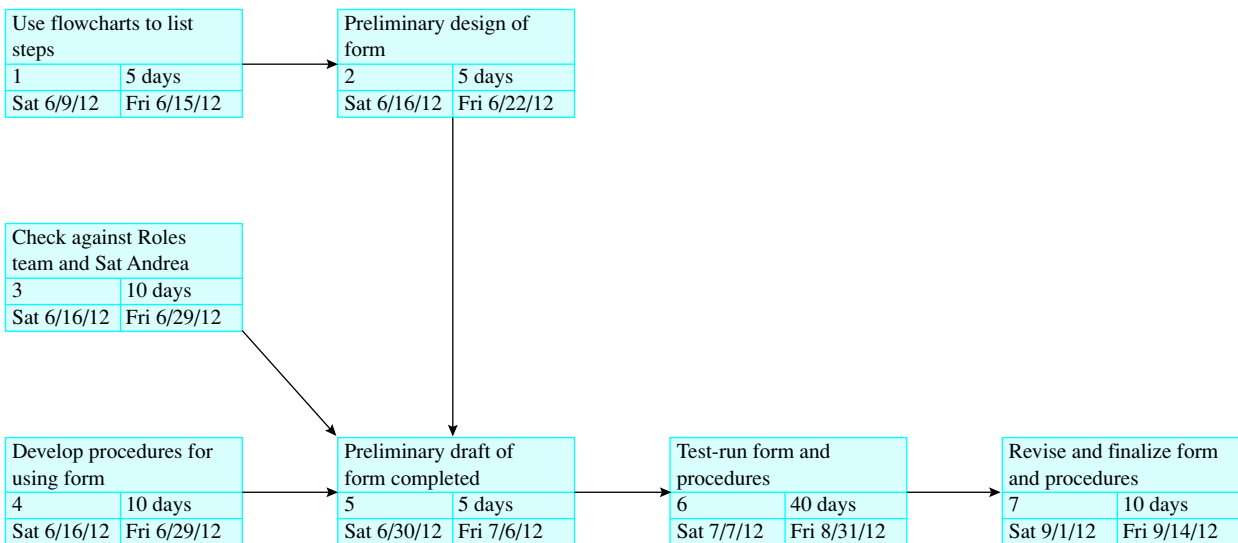 Use flowcharts to list
steps
1 5 days
Sat 6/9/12 Fri 6/15/12
Preliminary design of
form
2 5 days
Sat 6/16/12 Fri 6/22/12
Check against Roles
team and Sat Andrea
3 10 days
Sat 6/16/12 Fri 6/29/12
Develop procedures for
using form
4 10 days
Sat 6/16/12 Fri 6/29/12
Preliminary draft of
form completed
5 5 days
Sat 6/30/12 Fri 7/6/12
Test-run form and
procedures
6 40 days
Sat 7/7/12 Fri 8/31/12
Revise and finalize form
and procedures
7 10 days
Sat 9/1/12 Fri 9/14/12